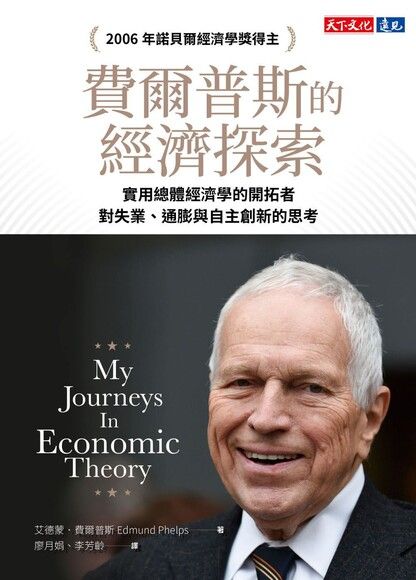 2006 年諾貝爾經濟學獎得主
天下文化 遠見
費爾普斯的
經濟探索
實用總體經濟學的開拓者
對失業、通膨與自主創新的思考
My
Journeys
In
Economic
Theory
艾德蒙・費爾普斯 Edmund Phelps 著
廖月娟、李芳齡 譯